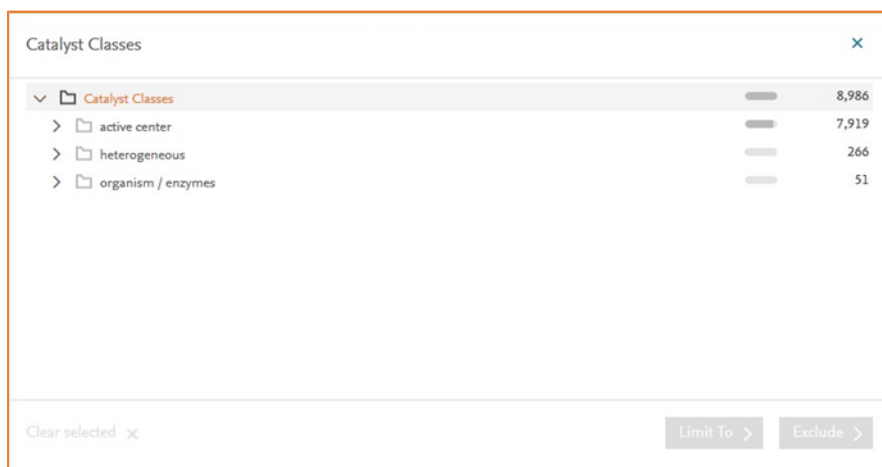 Catalyst Classes
Catalyst Classes 8,986
active center 7,919
heterogeneous 266
organism / enzymes 51
Clear selected Limit To Exclude